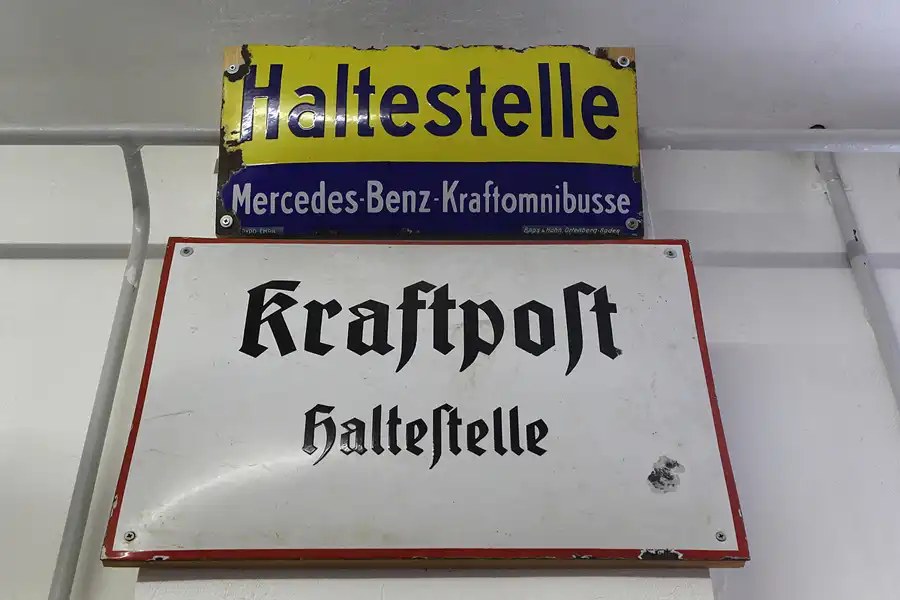 Haltestelle
Mercedes-Benz-Kraftomnibusse
Kraftpoſt
Halteſtelle